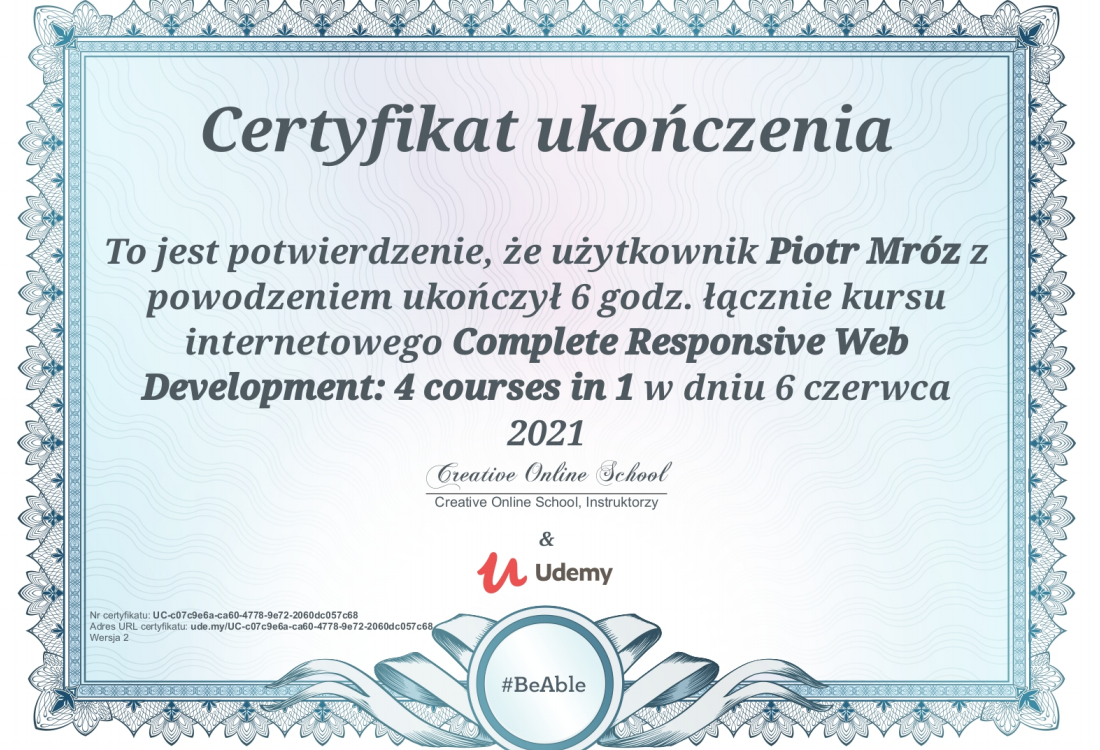 Certyfikat ukończenia
To jest potwierdzenie, że użytkownik Piotr Mróz z
powodzeniem ukończył 6 godz. łącznie kursu
internetowego Complete Responsive Web
Development: 4 courses in 1 w dniu 6 czerwca
2021
Creative Online School
Creative Online School, Instruktorzy
&
Udemy
Nr certyfikatu: UC-c07c9e6a-ca60-4778-9e72-2060dc057c68
Adres URL certyfikatu: ude.my/UC-c07c9e6a-ca60-4778-9e72-2060dc057c68
Wersja 2
#BeAble